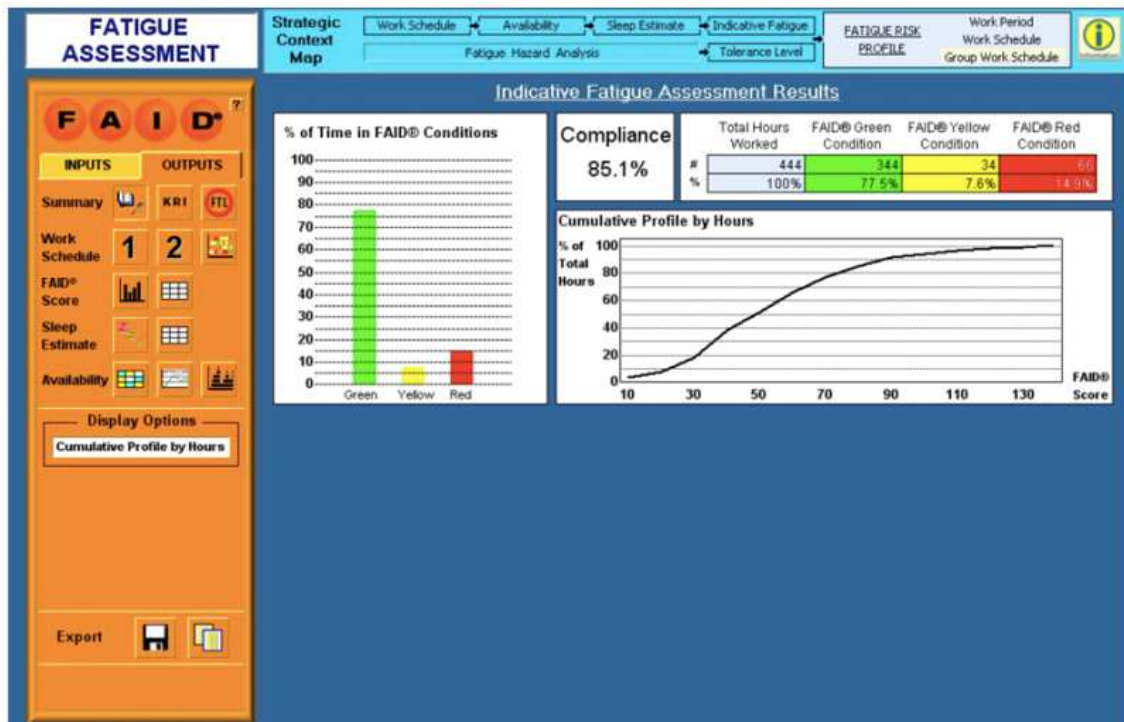 FATIGUE
ASSESSMENT
Strategic
Context
Map
Work Schedule
Availability
Sleep Estimate
Indicative Fatigue
Fatigue Hazard Analysis
Tolerance Level
FATIGUE RISK
PROFILE
Work Period
Work Schedule
Group Work Schedule
Information
FAID®
?
INPUTS
OUTPUTS
Summary
KRI
FTL
Work
Schedule
1
2
FAID®
Score
Sleep
Estimate
Availability
Display Options
Cumulative Profile by Hours
Export
Indicative Fatigue Assessment Results
% of Time in FAID® Conditions
100
90
80
70
60
50
40
30
20
10
0
Green Yellow Red
Compliance
85.1%
Total Hours Worked FAID® Green Condition FAID® Yellow Condition FAID® Red Condition
# 444 344 34 66
% 100% 77.5% 7.6% 14.9%
Cumulative Profile by Hours
% of
Total
Hours
100
80
60
40
20
0
10 30 50 70 90 110 130
FAID®
Score